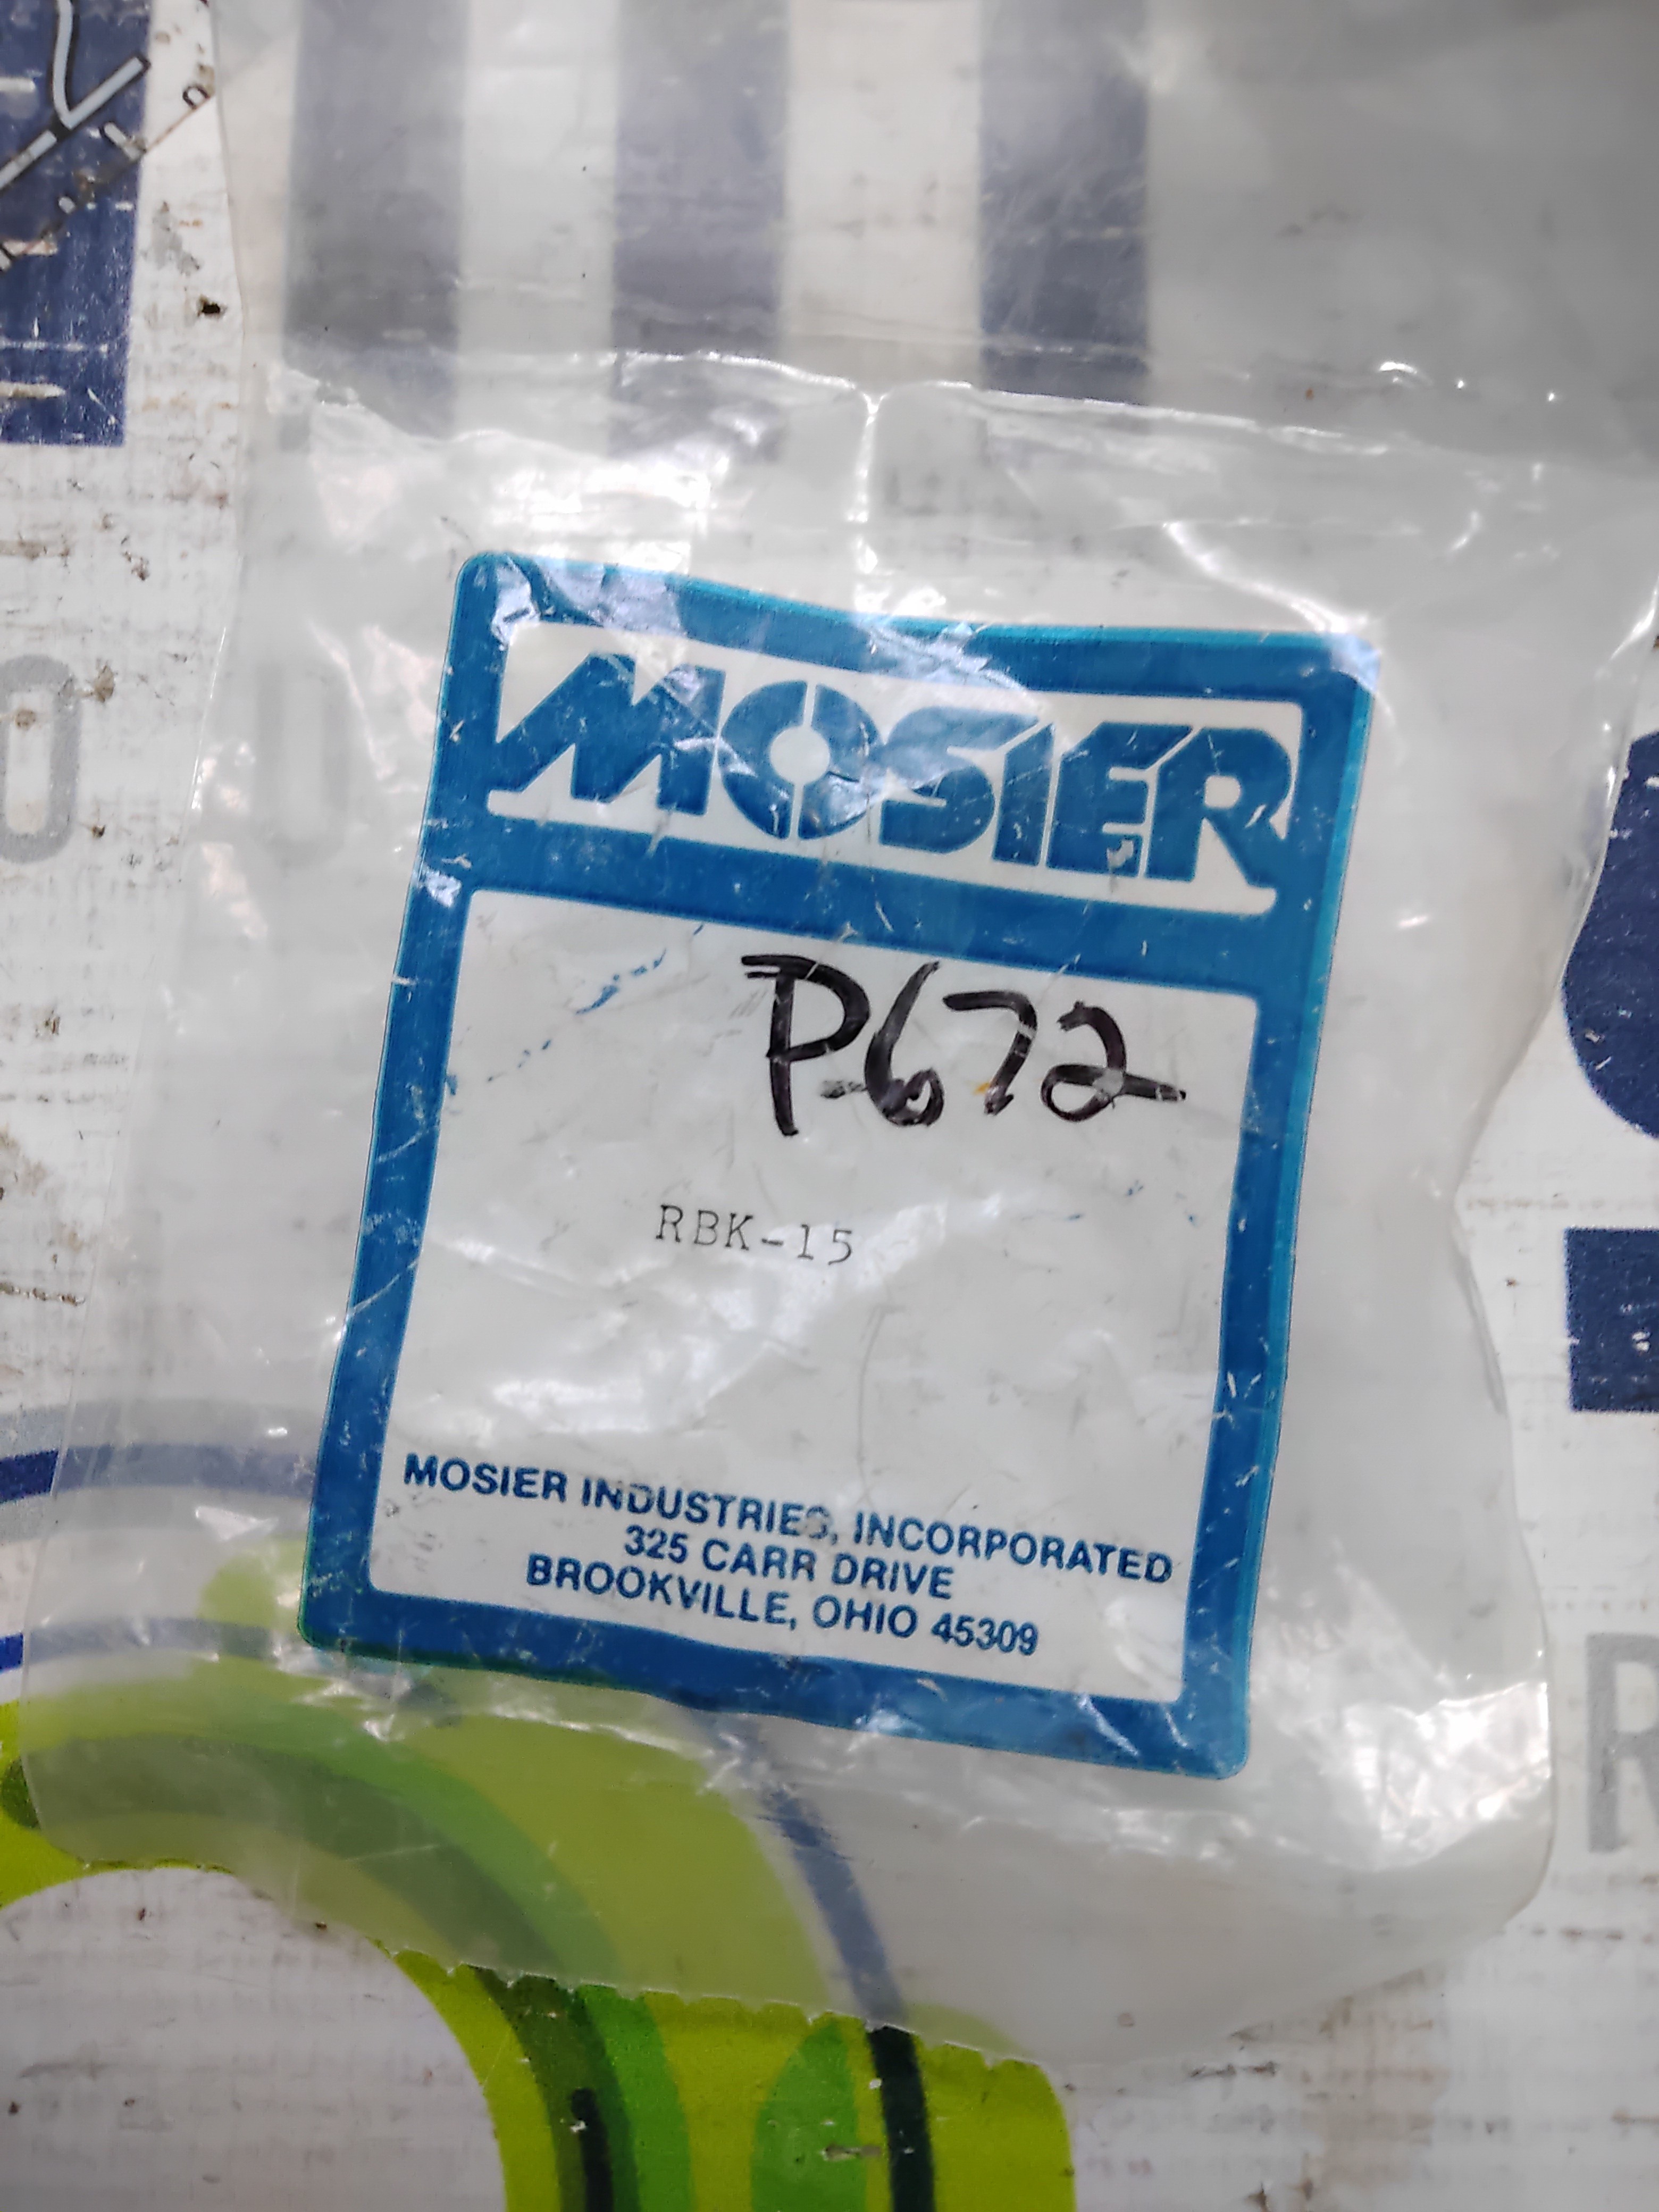 MOSIER
P672
RBK-15
MOSIER INDUSTRIES, INCORPORATED
325 CARR DRIVE
BROOKVILLE, OHIO 45309